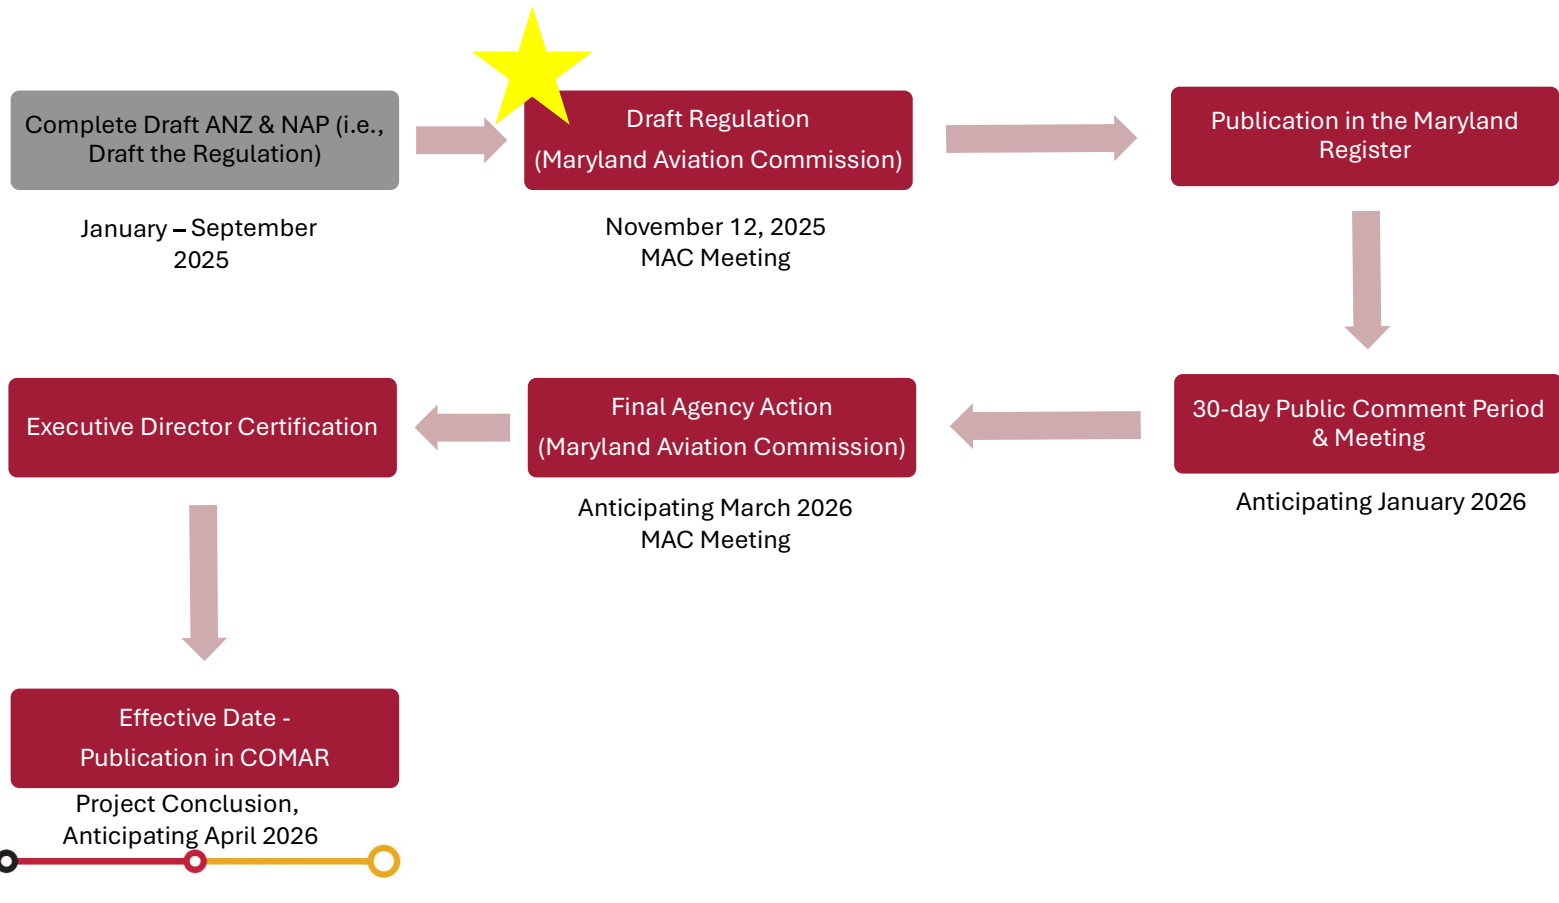 Complete Draft ANZ & NAP (i.e.,
Draft the Regulation)
January – September
2025
Draft Regulation
(Maryland Aviation Commission)
November 12, 2025
MAC Meeting
Publication in the Maryland
Register
30-day Public Comment Period
& Meeting
Anticipating January 2026
Final Agency Action
(Maryland Aviation Commission)
Anticipating March 2026
MAC Meeting
Executive Director Certification
Effective Date -
Publication in COMAR
Project Conclusion,
Anticipating April 2026